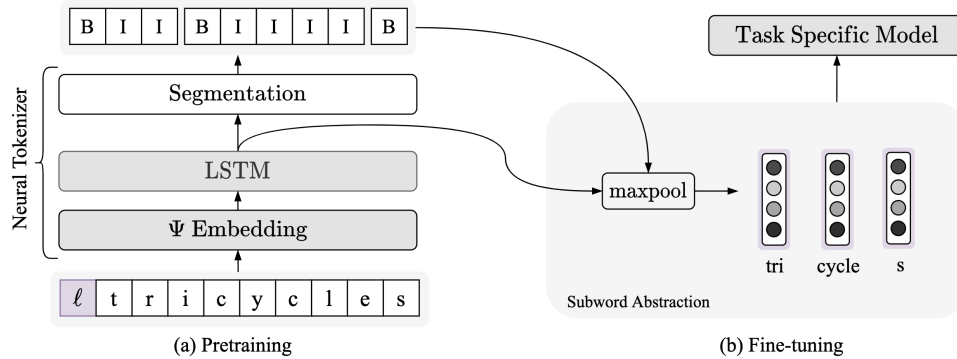 B I I B I I I I B
Segmentation
LSTM
Ψ Embedding
Neural Tokenizer
ℓ t r i c y c l e s
(a) Pretraining
Task Specific Model
maxpool
tri cycle s
Subword Abstraction
(b) Fine-tuning